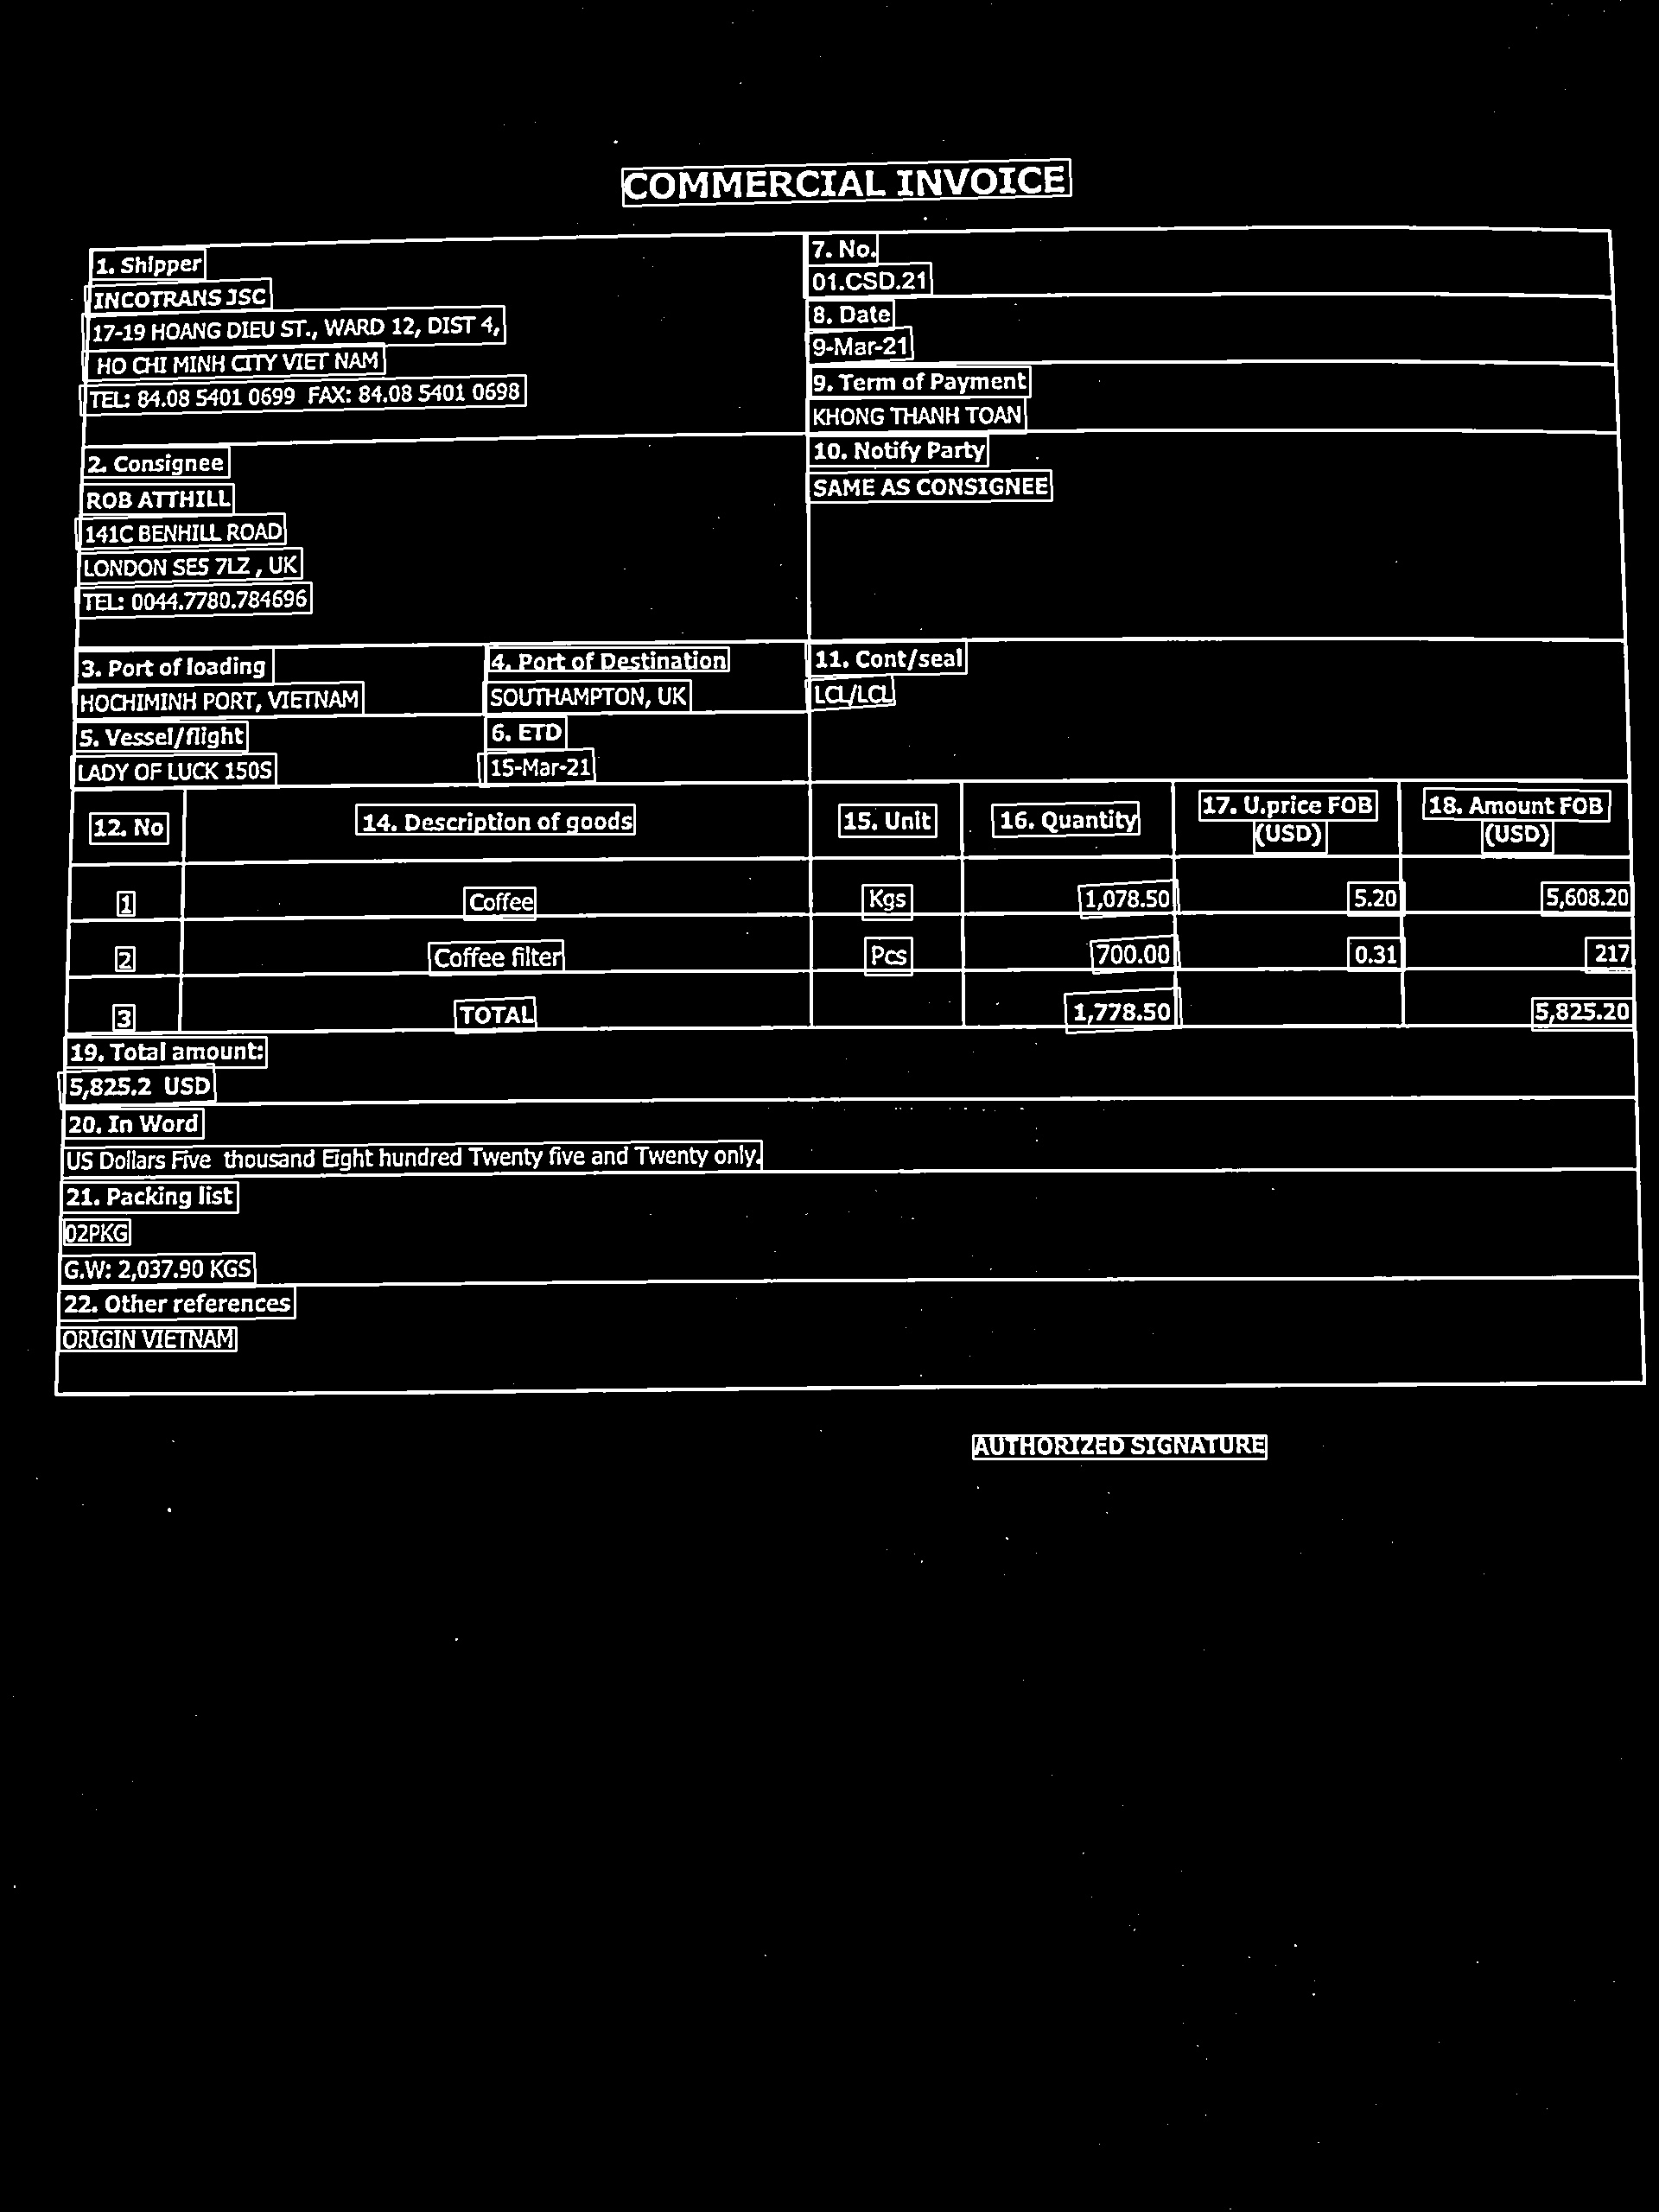 COMMERCIAL INVOICE
1. Shipper
INCOTRANS JSC
17-19 HOANG DIEU ST., WARD 12, DIST 4,
HO CHI MINH CITY VIET NAM
TEL: 84.08 5401 0699 FAX: 84.08 5401 0698
7. No.
01.CSD.21
8. Date
9-Mar-21
9. Term of Payment
KHONG THANH TOAN
2. Consignee
ROB ATTHILL
141C BENHILL ROAD
LONDON SE5 7LZ , UK
TEL: 0044.7780.784696
10. Notify Party
SAME AS CONSIGNEE
3. Port of loading
HOCHIMINH PORT, VIETNAM
4. Port of Destination
SOUTHAMPTON, UK
11. Cont/seal
LCL/LCL
5. Vessel/flight
LADY OF LUCK 150S
6. ETD
15-Mar-21
12. No 14. Description of goods 15. Unit 16. Quantity 17. U.price FOB (USD) 18. Amount FOB (USD)
1 Coffee Kgs 1,078.50 5.20 5,608.20
2 Coffee filter Pcs 700.00 0.31 217
3 TOTAL 1,778.50 5,825.20
19. Total amount:
5,825.2 USD
20. In Word
US Dollars Five thousand Eight hundred Twenty five and Twenty only.
21. Packing list
02PKG
G.W: 2,037.90 KGS
22. Other references
ORIGIN VIETNAM
AUTHORIZED SIGNATURE